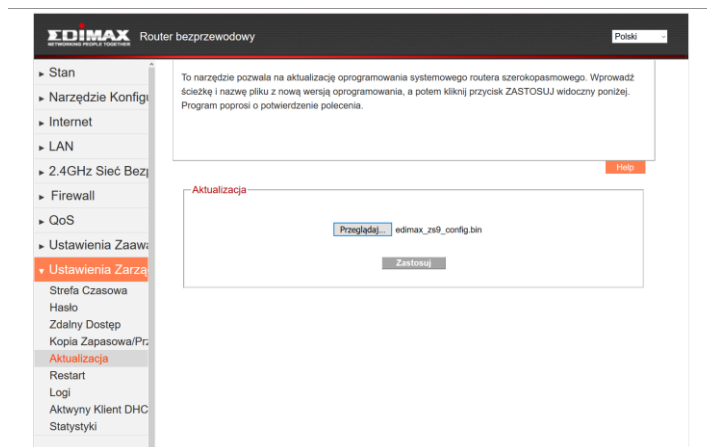 EDIMAX
NETWORKING PEOPLE TOGETHER
Router bezprzewodowy
Polski
Stan
Narzędzie Konfigu
Internet
LAN
2.4GHz Sieć Bezp
Firewall
QoS
Ustawienia Zaawa
Ustawienia Zarzą
Strefa Czasowa
Hasło
Zdalny Dostęp
Kopia Zapasowa/Prz
Aktualizacja
Restart
Logi
Aktwyny Klient DHC
Statystyki
To narzędzie pozwala na aktualizację oprogramowania systemowego routera szerokopasmowego. Wprowadź
ścieżkę i nazwę pliku z nową wersją oprogramowania, a potem kliknij przycisk ZASTOSUJ widoczny poniżej.
Program poprosi o potwierdzenie polecenia.
Help
Aktualizacja
Przeglądaj... edimax_zs9_config.bin
Zastosuj